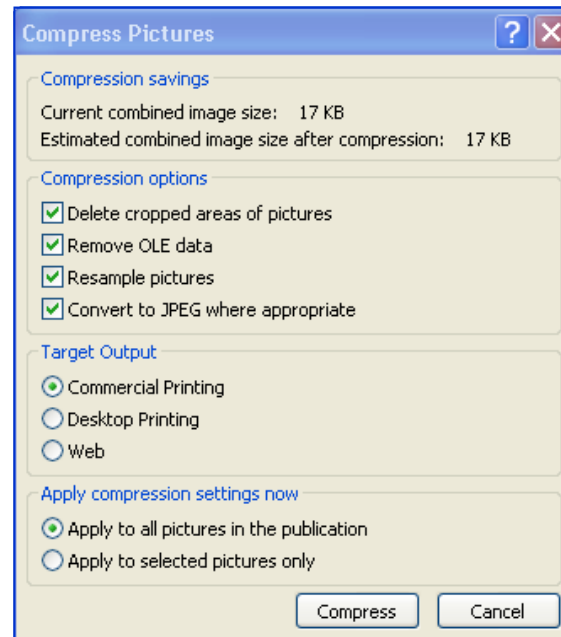 Compress Pictures
Compression savings
Current combined image size: 17 KB
Estimated combined image size after compression: 17 KB
Compression options
Delete cropped areas of pictures
Remove OLE data
Resample pictures
Convert to JPEG where appropriate
Target Output
Commercial Printing
Desktop Printing
Web
Apply compression settings now
Apply to all pictures in the publication
Apply to selected pictures only
Compress Cancel